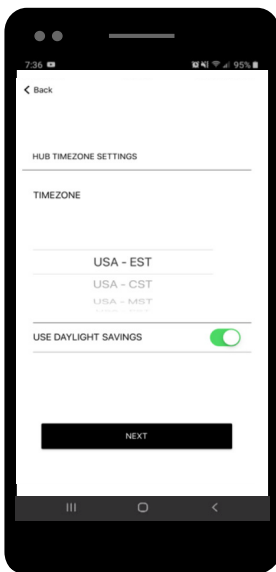 7:36 95%
Back
HUB TIMEZONE SETTINGS
TIMEZONE
USA - EST
USA - CST
USA - MST
USE DAYLIGHT SAVINGS
NEXT